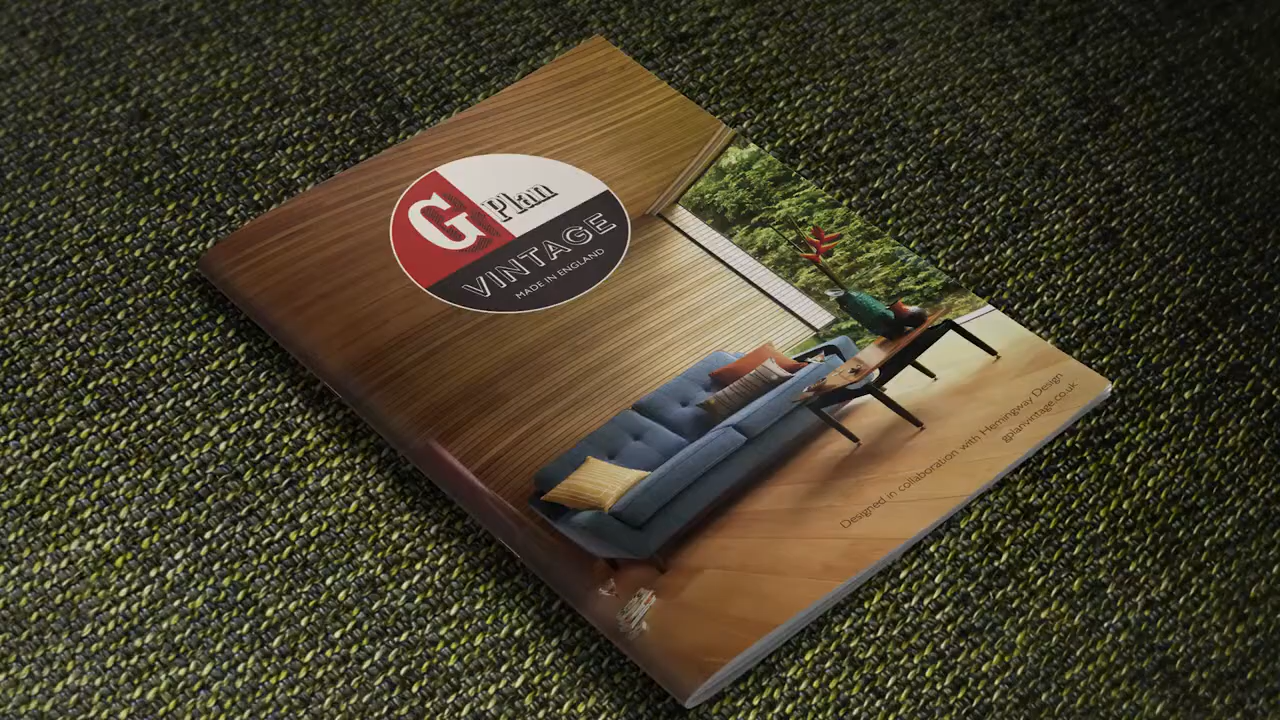 G Plan
VINTAGE
MADE IN ENGLAND
Designed in collaboration with Hemingway Design
gplanvintage.co.uk